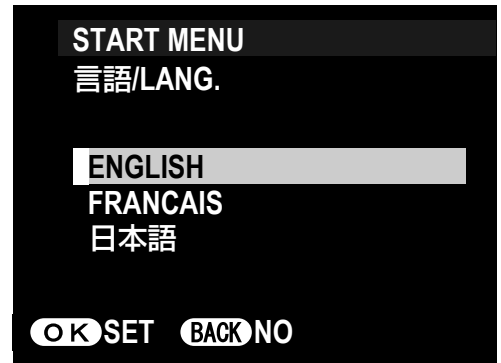 START MENU
言語/LANG.
ENGLISH
FRANCAIS
日本語
OK SET BACK NO